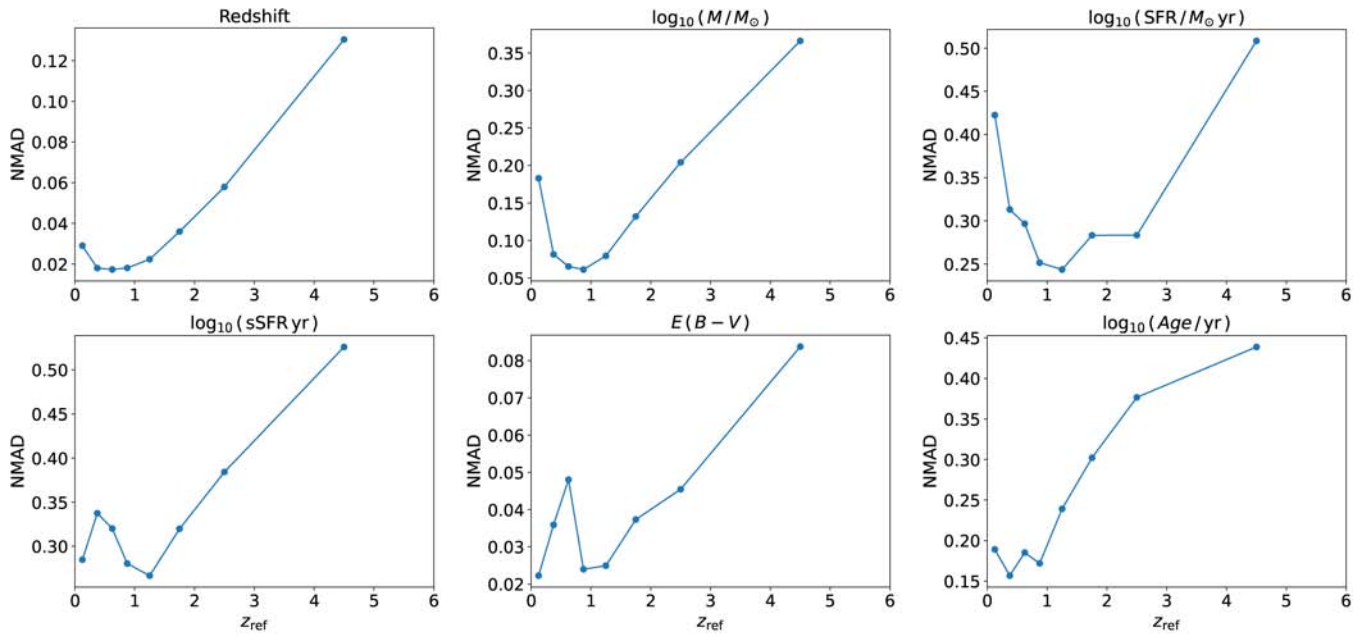 Redshift
NMAD
0.12
0.10
0.08
0.06
0.04
0.02
0 1 2 3 4 5 6
log₁₀(M/M⊙)
NMAD
0.35
0.30
0.25
0.20
0.15
0.10
0.05
0 1 2 3 4 5 6
log₁₀(SFR/M⊙ yr)
NMAD
0.50
0.45
0.40
0.35
0.30
0.25
0 1 2 3 4 5 6
log₁₀(sSFR yr)
NMAD
0.50
0.45
0.40
0.35
0.30
0 1 2 3 4 5 6
z_ref
E(B − V)
NMAD
0.08
0.07
0.06
0.05
0.04
0.03
0.02
0 1 2 3 4 5 6
z_ref
log₁₀(Age/yr)
NMAD
0.45
0.40
0.35
0.30
0.25
0.20
0.15
0 1 2 3 4 5 6
z_ref